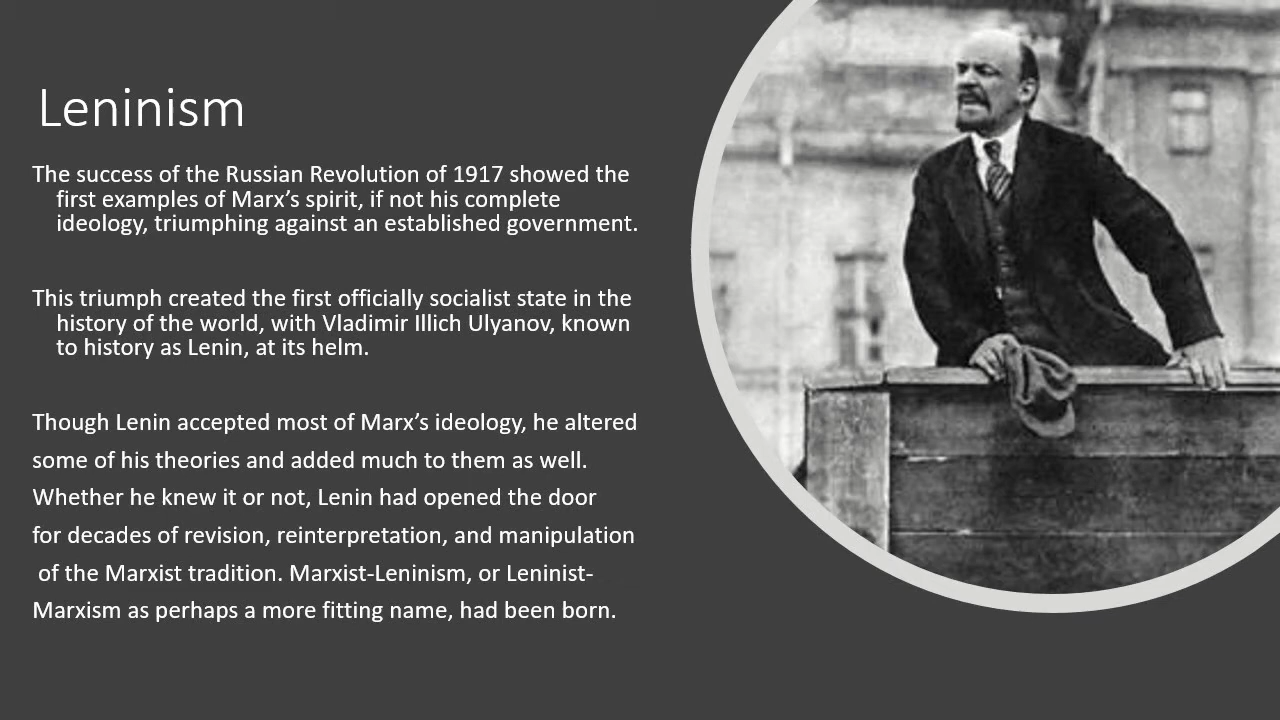 Leninism
The success of the Russian Revolution of 1917 showed the
first examples of Marx’s spirit, if not his complete
ideology, triumphing against an established government.
This triumph created the first officially socialist state in the
history of the world, with Vladimir Illich Ulyanov, known
to history as Lenin, at its helm.
Though Lenin accepted most of Marx’s ideology, he altered
some of his theories and added much to them as well.
Whether he knew it or not, Lenin had opened the door
for decades of revision, reinterpretation, and manipulation
of the Marxist tradition. Marxist-Leninism, or Leninist-
Marxism as perhaps a more fitting name, had been born.